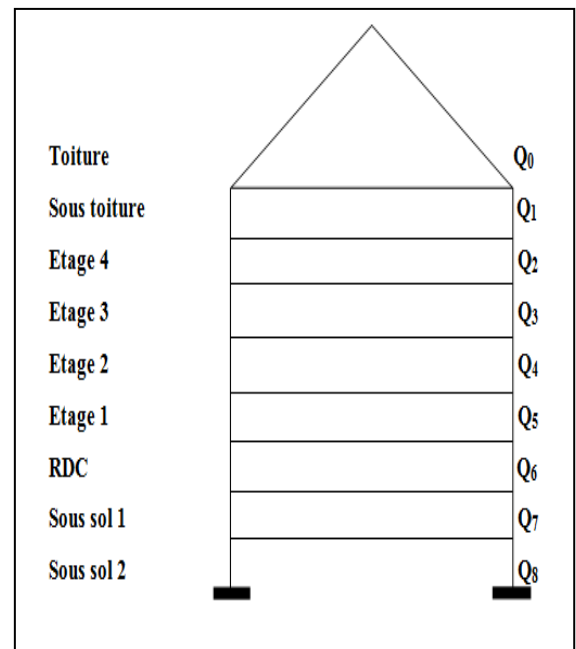 Toiture Q₀
Sous toiture Q₁
Etage 4 Q₂
Etage 3 Q₃
Etage 2 Q₄
Etage 1 Q₅
RDC Q₆
Sous sol 1 Q₇
Sous sol 2 Q₈